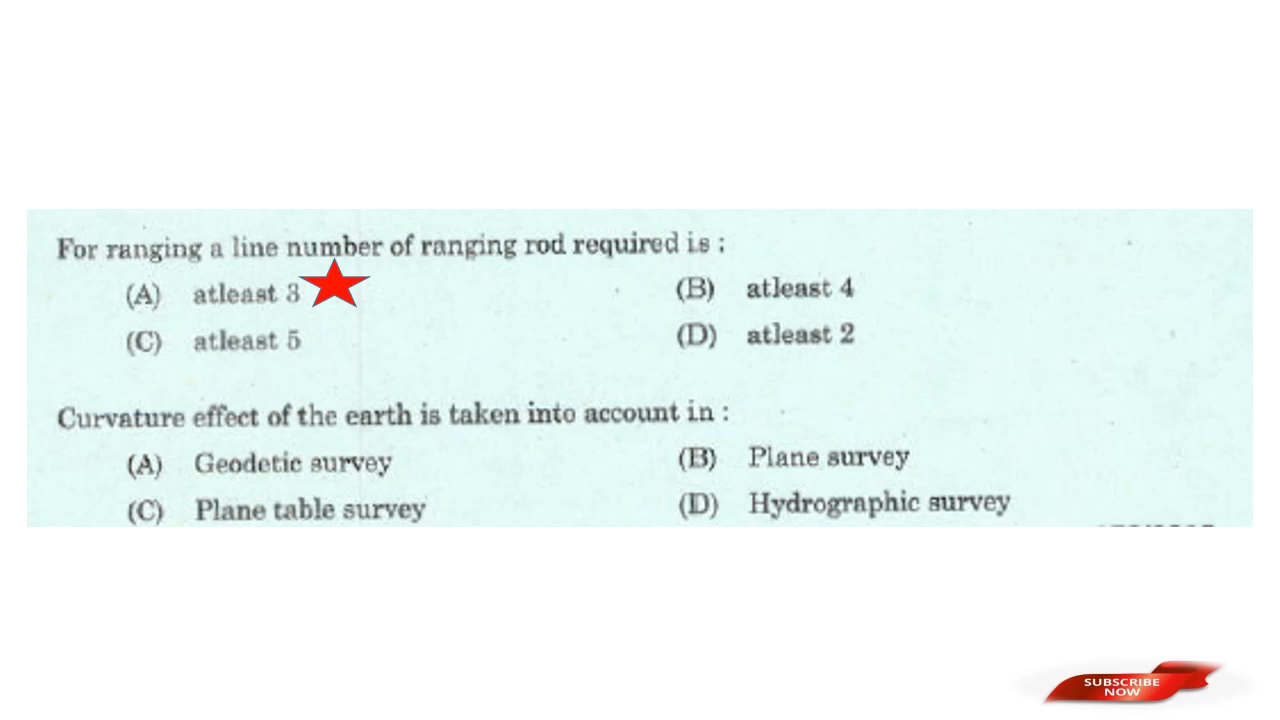 For ranging a line number of ranging rod required is :
(A) atleast 3 (B) atleast 4
(C) atleast 5 (D) atleast 2
Curvature effect of the earth is taken into account in :
(A) Geodetic survey (B) Plane survey
(C) Plane table survey (D) Hydrographic survey
SUBSCRIBE
NOW